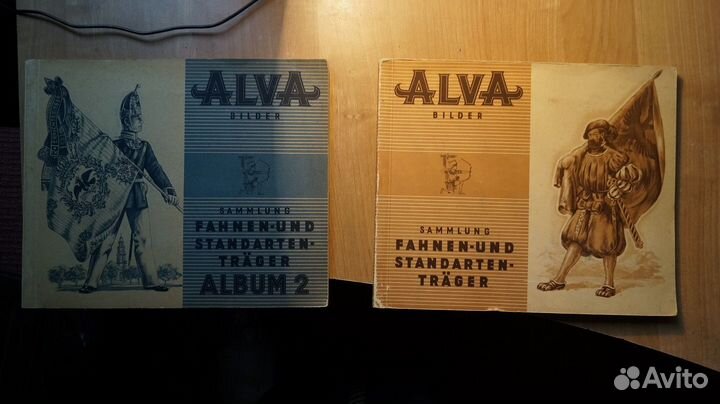 ALVA
BILDER
SAMMLUNG
FAHNEN-UND
STANDARTEN-
TRÄGER
ALBUM 2
ALVA
BILDER
SAMMLUNG
FAHNEN-UND
STANDARTEN-
TRÄGER
Avito